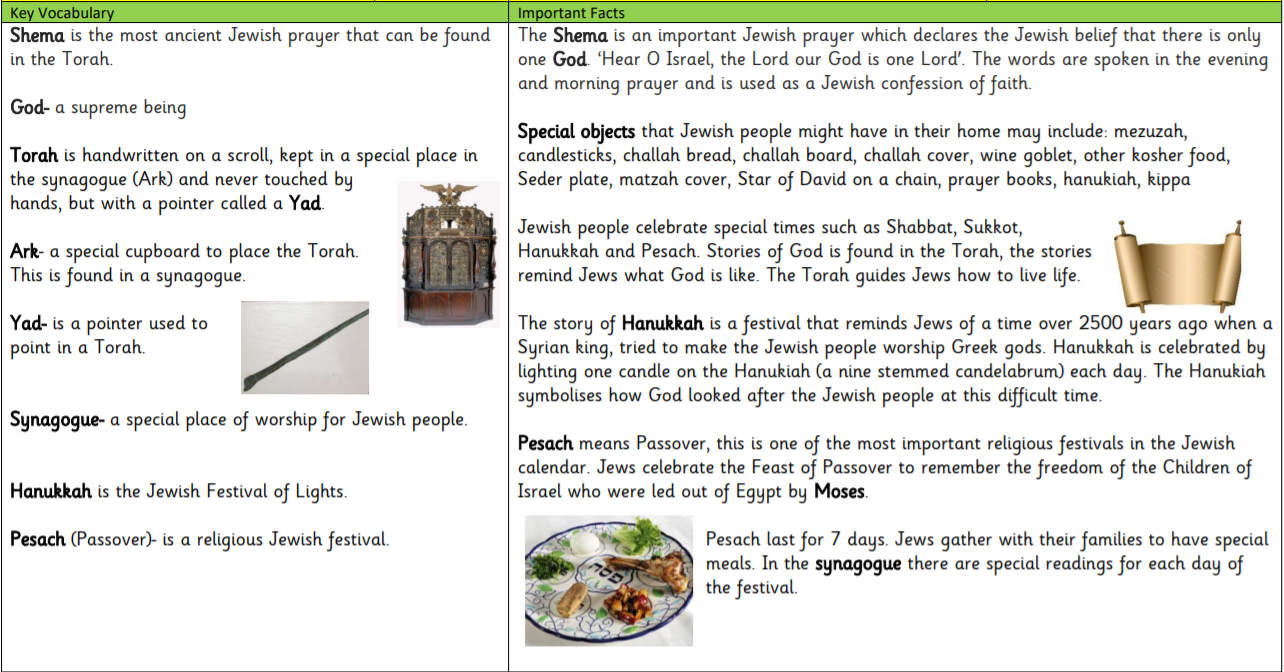 Key Vocabulary
Shema is the most ancient Jewish prayer that can be found
in the Torah.
God- a supreme being
Torah is handwritten on a scroll, kept in a special place in
the synagogue (Ark) and never touched by
hands, but with a pointer called a Yad.
Ark- a special cupboard to place the Torah.
This is found in a synagogue.
Yad- is a pointer used to
point in a Torah.
Synagogue- a special place of worship for Jewish people.
Hanukkah is the Jewish Festival of Lights.
Pesach (Passover)- is a religious Jewish festival.
Important Facts
The Shema is an important Jewish prayer which declares the Jewish belief that there is only
one God. ‘Hear O Israel, the Lord our God is one Lord’. The words are spoken in the evening
and morning prayer and is used as a Jewish confession of faith.
Special objects that Jewish people might have in their home may include: mezuzah,
candlesticks, challah bread, challah board, challah cover, wine goblet, other kosher food,
Seder plate, matzah cover, Star of David on a chain, prayer books, hanukiah, kippa
Jewish people celebrate special times such as Shabbat, Sukkot,
Hanukkah and Pesach. Stories of God is found in the Torah, the stories
remind Jews what God is like. The Torah guides Jews how to live life.
The story of Hanukkah is a festival that reminds Jews of a time over 2500 years ago when a
Syrian king, tried to make the Jewish people worship Greek gods. Hanukkah is celebrated by
lighting one candle on the Hanukiah (a nine stemmed candelabrum) each day. The Hanukiah
symbolises how God looked after the Jewish people at this difficult time.
Pesach means Passover, this is one of the most important religious festivals in the Jewish
calendar. Jews celebrate the Feast of Passover to remember the freedom of the Children of
Israel who were led out of Egypt by Moses.
פסח
Pesach last for 7 days. Jews gather with their families to have special
meals. In the synagogue there are special readings for each day of
the festival.